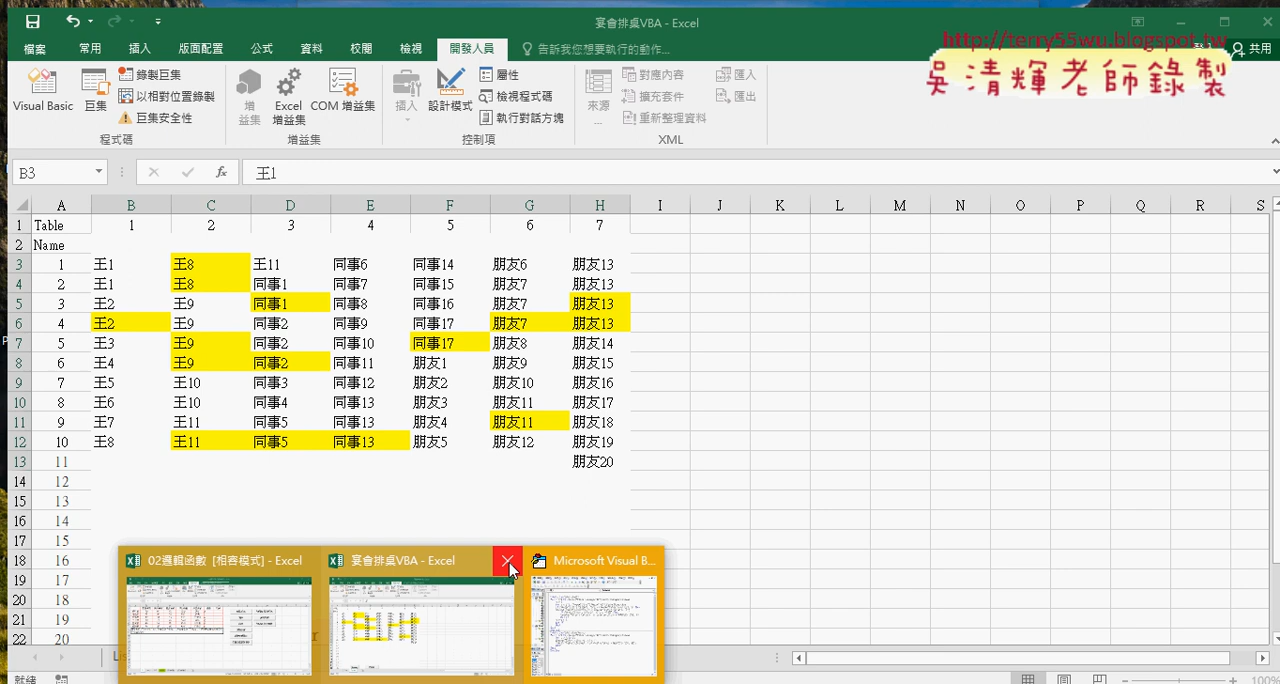 宴會排桌VBA - Excel
http://terry55wu.blogspot.tw
吳清輝老師錄製
檔案 常用 插入 版面配置 公式 資料 校閱 檢視 開發人員 告訴我您想要執行的動作... 共用
Visual Basic 巨集 錄製巨集 以相對位置錄製 巨集安全性 程式碼
增益集 Excel 增益集 COM 增益集 增益集
插入 設計模式 屬性 檢視程式碼 執行對話方塊 控制項
來源... 對應內容 擴充套件 重新整理資料 匯入 匯出 XML
B3 fx 王1
A B C D E F G H I J K L M N O P Q R S
1 Table 1 2 3 4 5 6 7
2 Name
3 1 王1 王8 王11 同事6 同事14 朋友6 朋友13
4 2 王1 王8 同事1 同事7 同事15 朋友7 朋友13
5 3 王2 王9 同事1 同事8 同事16 朋友7 朋友13
6 4 王2 王9 同事2 同事9 同事17 朋友7 朋友13
7 5 王3 王9 同事2 同事10 同事17 朋友8 朋友14
8 6 王4 王9 同事2 同事11 朋友1 朋友9 朋友15
9 7 王5 王10 同事3 同事12 朋友2 朋友10 朋友16
10 8 王6 王10 同事4 同事13 朋友3 朋友11 朋友17
11 9 王7 王11 同事5 同事13 朋友4 朋友11 朋友18
12 10 王8 王11 同事5 同事13 朋友5 朋友12 朋友19
13 11 朋友20
14 12
15 13
16 14
17 15
18 16
19 17
20 18
21 19
22 20
02邏輯函數 [相容模式] - Excel 宴會排桌VBA - Excel Microsoft Visual B...
就緒 100%